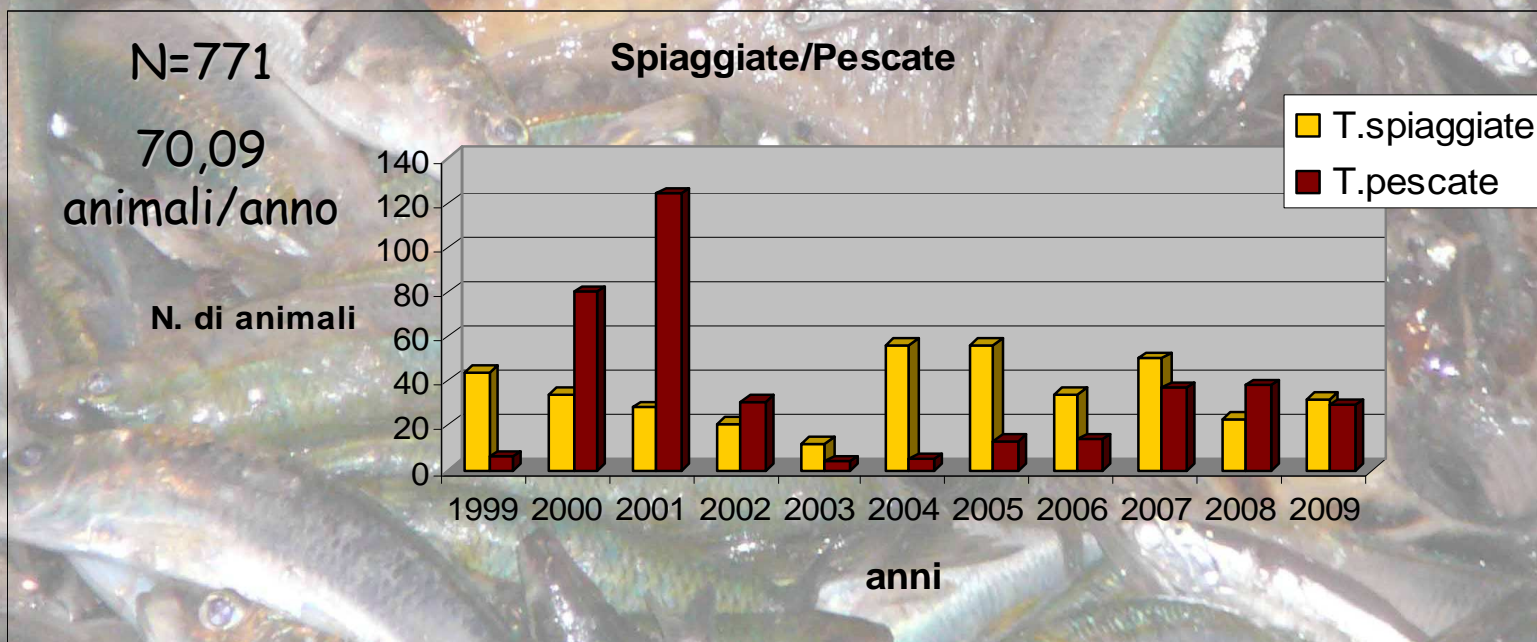 N=771
70,09
animali/anno
Spiaggiate/Pescate
T.spiaggiate
T.pescate
N. di animali
140
120
100
80
60
40
20
0
1999 2000 2001 2002 2003 2004 2005 2006 2007 2008 2009
anni